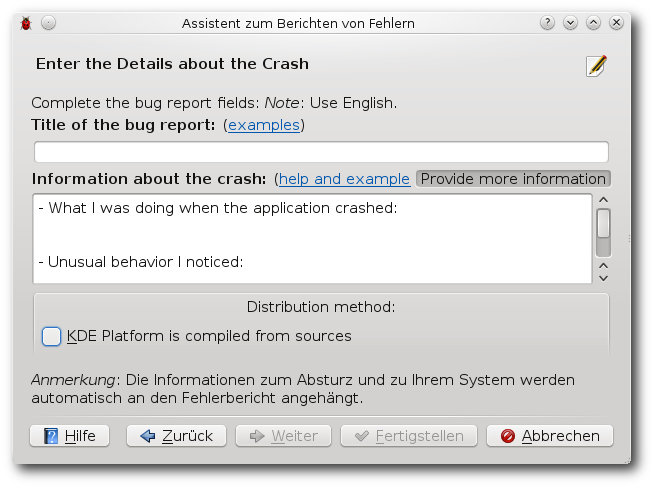 Assistent zum Berichten von Fehlern
Enter the Details about the Crash
Complete the bug report fields: Note: Use English.
Title of the bug report: (examples)
Information about the crash: (help and example Provide more information
- What I was doing when the application crashed:
- Unusual behavior I noticed:
Distribution method:
KDE Platform is compiled from sources
Anmerkung: Die Informationen zum Absturz und zu Ihrem System werden
automatisch an den Fehlerbericht angehängt.
Hilfe Zurück Weiter Fertigstellen Abbrechen